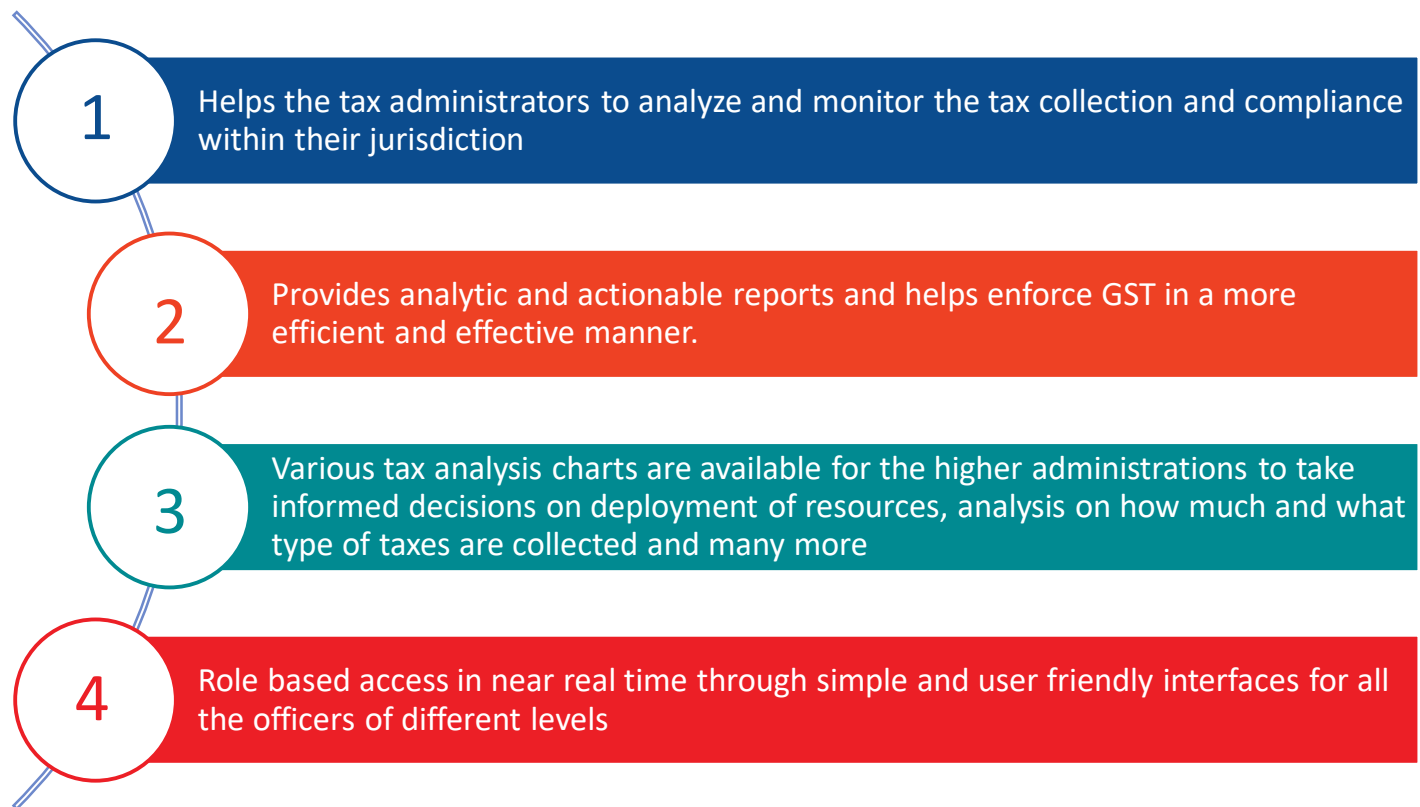 1
Helps the tax administrators to analyze and monitor the tax collection and compliance
within their jurisdiction
2
Provides analytic and actionable reports and helps enforce GST in a more
efficient and effective manner.
3
Various tax analysis charts are available for the higher administrations to take
informed decisions on deployment of resources, analysis on how much and what
type of taxes are collected and many more
4
Role based access in near real time through simple and user friendly interfaces for all
the officers of different levels